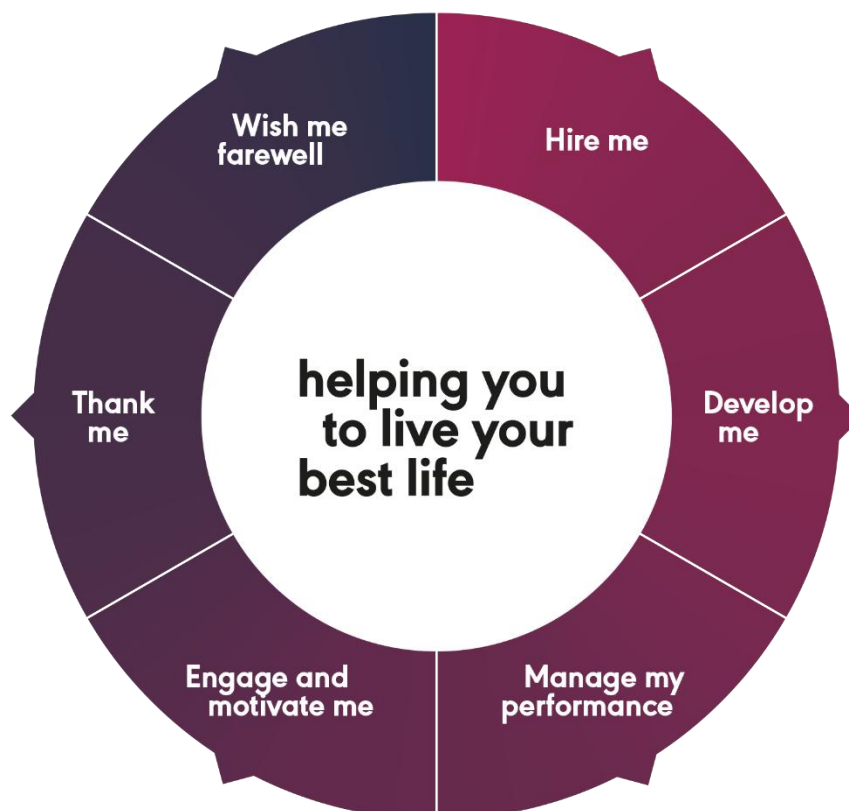 Wish me
farewell
Hire me
Thank
me
helping you
to live your
best life
Develop
me
Engage and
motivate me
Manage my
performance